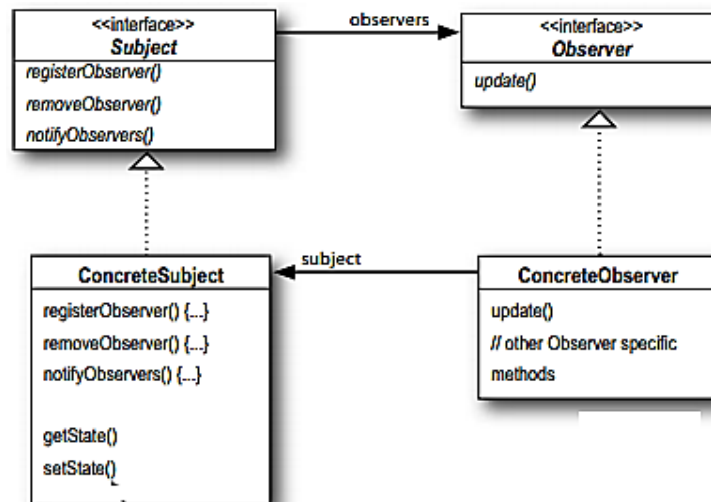 <<interface>>
Subject
registerObserver()
removeObserver()
notifyObservers()
observers
<<interface>>
Observer
update()
ConcreteSubject
registerObserver() {...}
removeObserver() {...}
notifyObservers() {...}
getState()
setState()
subject
ConcreteObserver
update()
// other Observer specific
methods